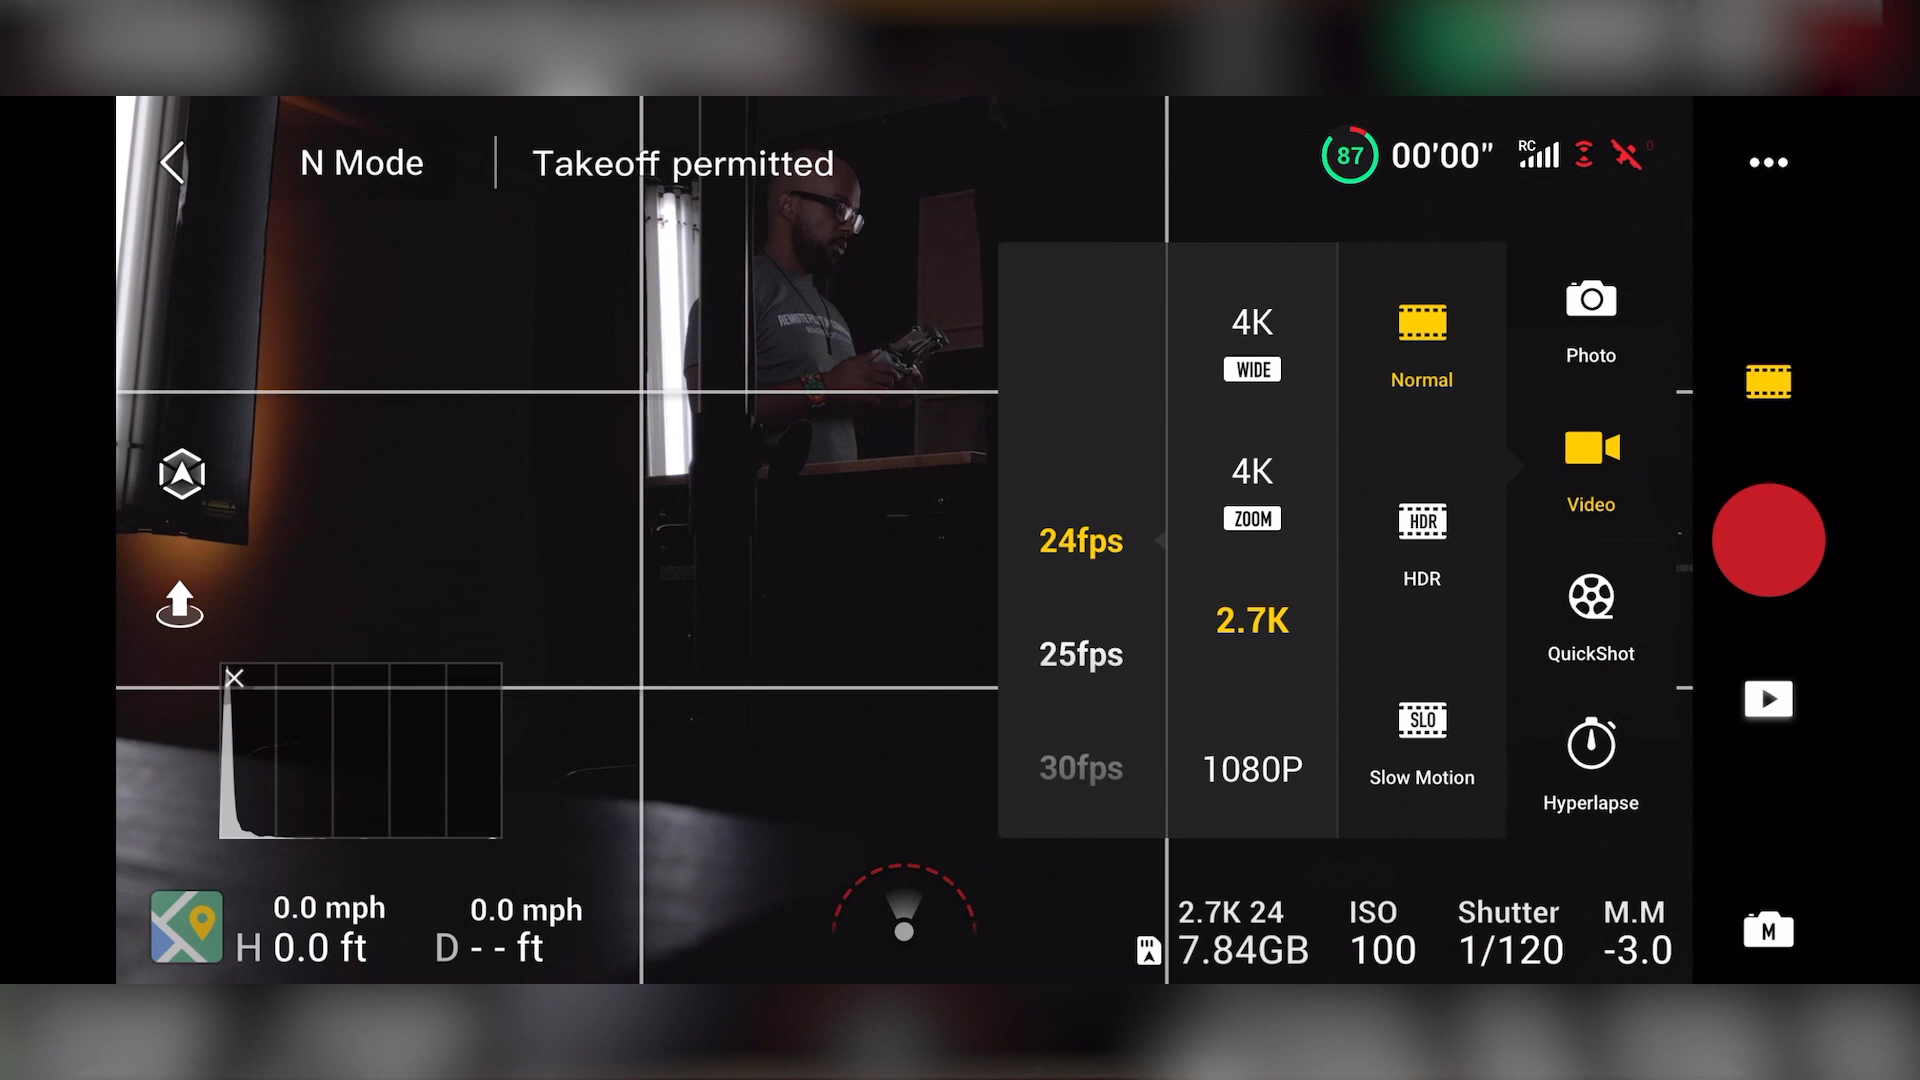 N Mode
Takeoff permitted
87
00'00"
RC
0
24fps
25fps
30fps
4K
WIDE
4K
ZOOM
2.7K
1080P
Normal
HDR
HDR
SLO
Slow Motion
Photo
Video
QuickShot
Hyperlapse
0.0 mph
H 0.0 ft
0.0 mph
D - - ft
2.7K 24
7.84GB
ISO
100
Shutter
1/120
M.M
-3.0
M